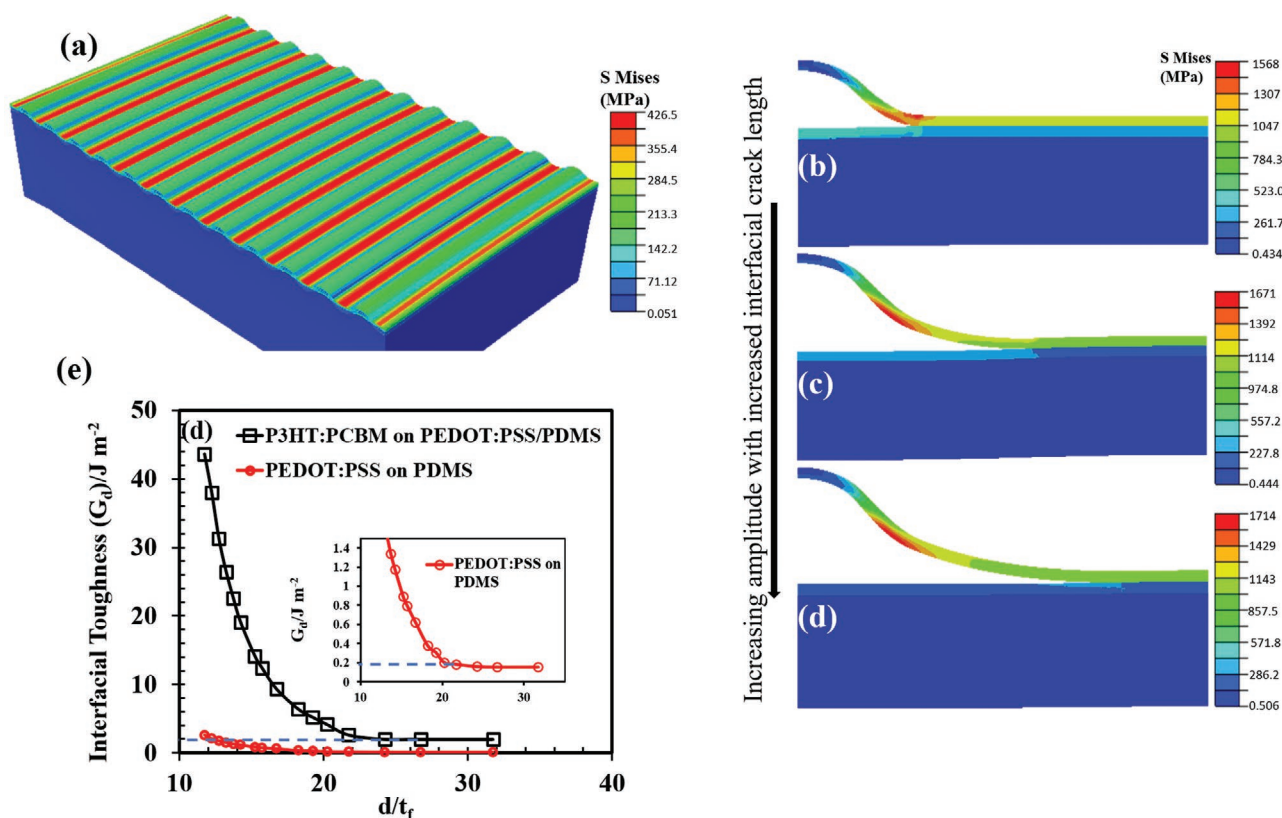 (a)
S Mises
(MPa)
426.5
355.4
284.5
213.3
142.2
71.12
0.051
Increasing amplitude with increased interfacial crack length
S Mises
(MPa)
1568
1307
1047
784.3
523.0
261.7
0.434
(b)
1671
1392
1114
974.8
557.2
227.8
0.444
(c)
1714
1429
1143
857.5
571.8
286.2
0.506
(d)
(e)
Interfacial Toughness (Gd)/J m-2
50
40
30
20
10
0
(d)
P3HT:PCBM on PEDOT:PSS/PDMS
PEDOT:PSS on PDMS
Gd/J m-2
1.4
1.2
1
0.8
0.6
0.4
0.2
0
PEDOT:PSS on
PDMS
10 20 30
10 20 30 40
d/tf